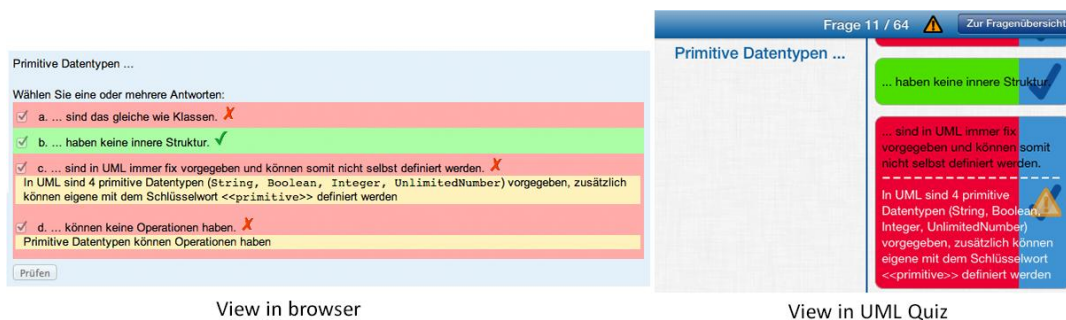 Primitive Datentypen ...
Wählen Sie eine oder mehrere Antworten:
a. ... sind das gleiche wie Klassen.
b. ... haben keine innere Struktur.
c. ... sind in UML immer fix vorgegeben und können somit nicht selbst definiert werden.
In UML sind 4 primitive Datentypen (String, Boolean, Integer, UnlimitedNumber) vorgegeben, zusätzlich
können eigene mit dem Schlüsselwort <<primitive>> definiert werden
d. ... können keine Operationen haben.
Primitive Datentypen können Operationen haben
Prüfen
View in browser
Frage 11 / 64
Zur Fragenübersicht
Primitive Datentypen ...
... haben keine innere Struktur.
... sind in UML immer fix
vorgegeben und können somit
nicht selbst definiert werden.
In UML sind 4 primitive
Datentypen (String, Boolean,
Integer, UnlimitedNumber)
vorgegeben, zusätzlich können
eigene mit dem Schlüsselwort
<<primitive>> definiert werden
View in UML Quiz